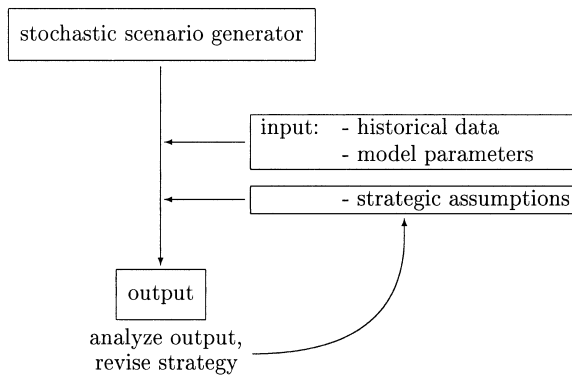 stochastic scenario generator
input: - historical data
- model parameters
- strategic assumptions
output
analyze output,
revise strategy